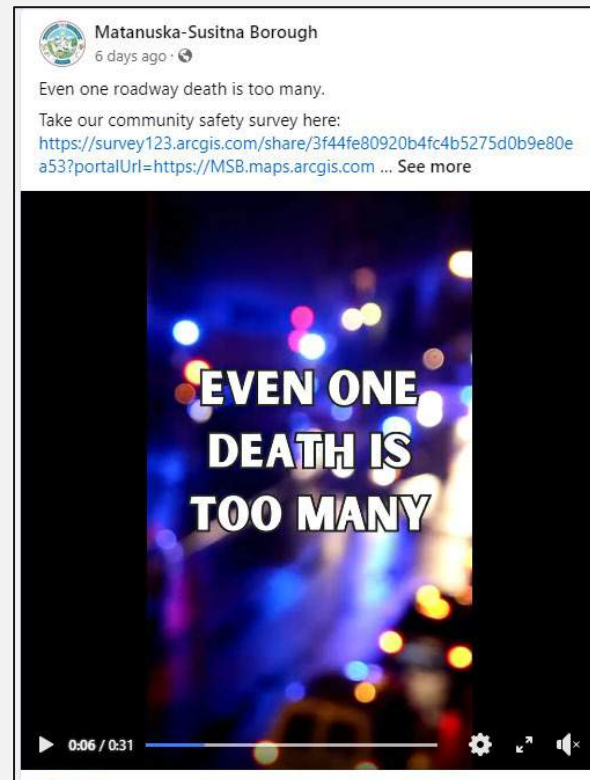 Matanuska-Susitna Borough
6 days ago ·
Even one roadway death is too many.
Take our community safety survey here:
https://survey123.arcgis.com/share/3f44fe80920b4fc4b5275d0b9e80e
a53?portalUrl=https://MSB.maps.arcgis.com ... See more
EVEN ONE
DEATH IS
TOO MANY
0:06 / 0:31